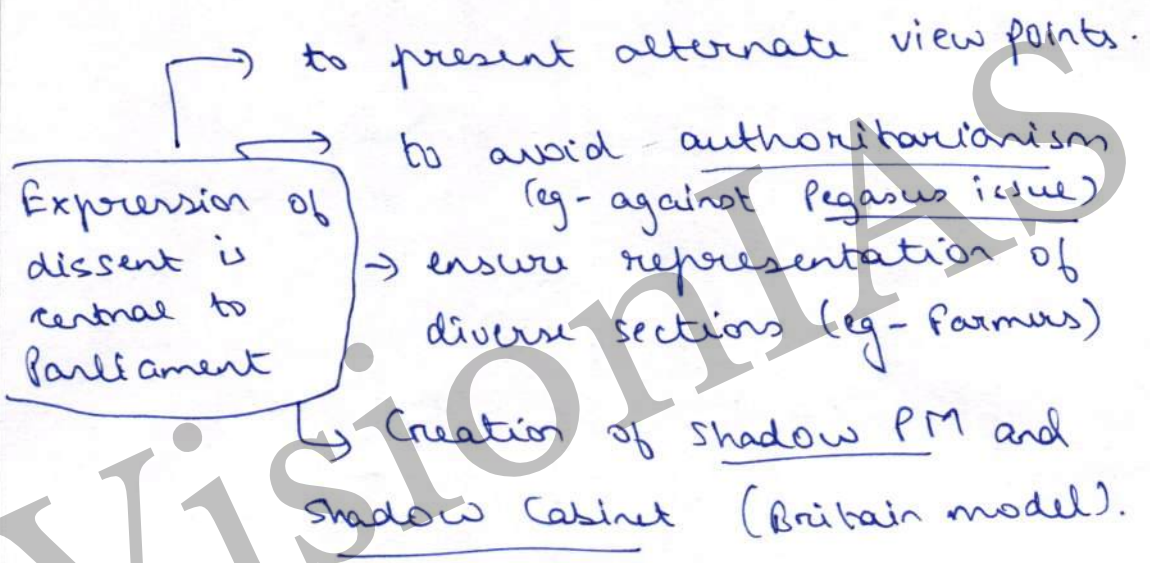 to present alternate view points.
to avoid authoritarianism
(eg - against Pegasus issue)
Expression of
dissent is
central to
Parliament
→ ensure representation of
diverse sections (eg - Farmers)
Creation of shadow PM and
shadow Cabinet (Britain model).
VisionIAS